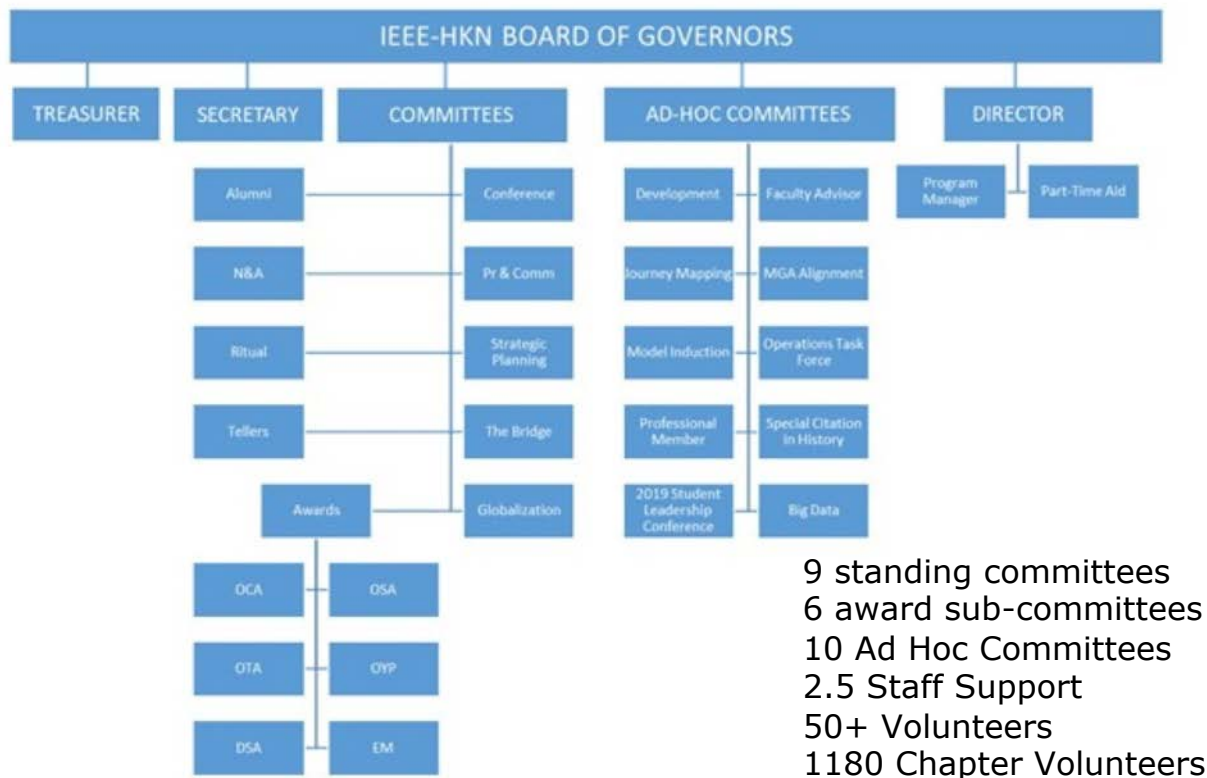 IEEE-HKN BOARD OF GOVERNORS
TREASURER
SECRETARY
COMMITTEES
AD-HOC COMMITTEES
DIRECTOR
Alumni
Conference
N&A
Pr & Comm
Ritual
Strategic
Planning
Tellers
The Bridge
Awards
Globalization
OCA
OSA
OTA
OYP
DSA
EM
Development
Faculty Advisor
Journey Mapping
MGA Alignment
Model Induction
Operations Task
Force
Professional
Member
Special Citation
in History
2019 Student
Leadership
Conference
Big Data
Program
Manager
Part-Time Aid
9 standing committees
6 award sub-committees
10 Ad Hoc Committees
2.5 Staff Support
50+ Volunteers
1180 Chapter Volunteers